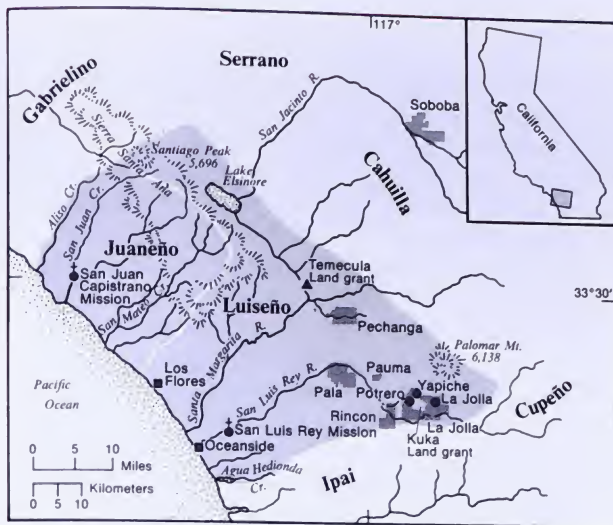 117°
Serrano
Gabrielino
Soboba
California
San Jacinto R.
Sierra
Santa Ana
Santiago Peak
5,696
Lake
Elsinore
Cahuilla
Aliso Cr.
San Juan Cr.
Juaneño
San Juan
Capistrano
Mission
Temecula
Land grant
33°30'
San Mateo Cr.
Luiseño
Pechanga
Santa Margarita R.
Palomar Mt.
6,138
Los
Flores
Pacific
Ocean
San Luis Rey R.
Pauma
Yapiche
Pala
Potrero
La Jolla
Cupeño
Rincon
La Jolla
San Luis Rey Mission
Kuka
Land grant
Oceanside
0 5 10
Miles
Agua Hedionda
Cr.
Ipai
0 5 10
Kilometers